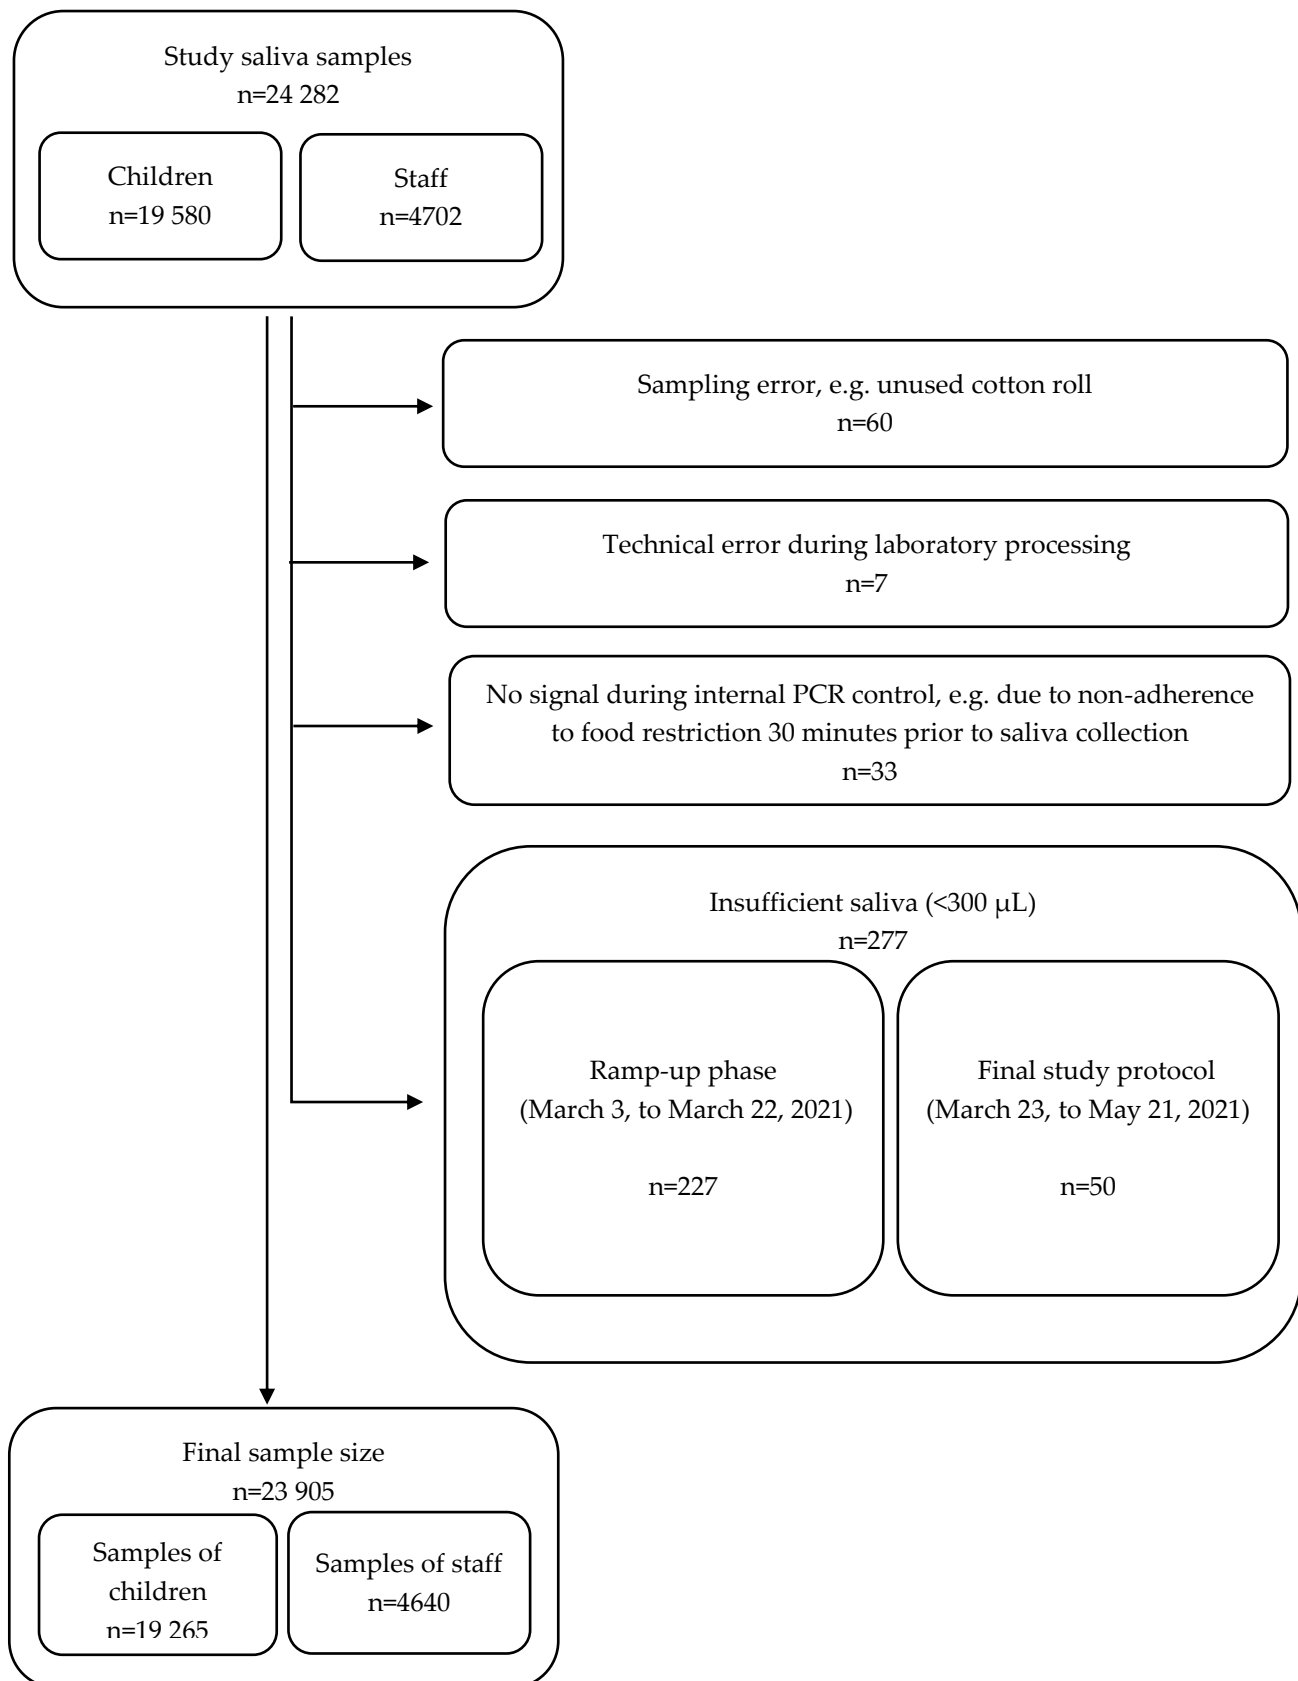 Study saliva samples
n=24 282
Children
n=19 580
Staff
n=4702
Sampling error, e.g. unused cotton roll
n=60
Technical error during laboratory processing
n=7
No signal during internal PCR control, e.g. due to non-adherence
to food restriction 30 minutes prior to saliva collection
n=33
Insufficient saliva (<300 µL)
n=277
Ramp-up phase
(March 3, to March 22, 2021)
n=227
Final study protocol
(March 23, to May 21, 2021)
n=50
Final sample size
n=23 905
Samples of
children
n=19 265
Samples of staff
n=4640